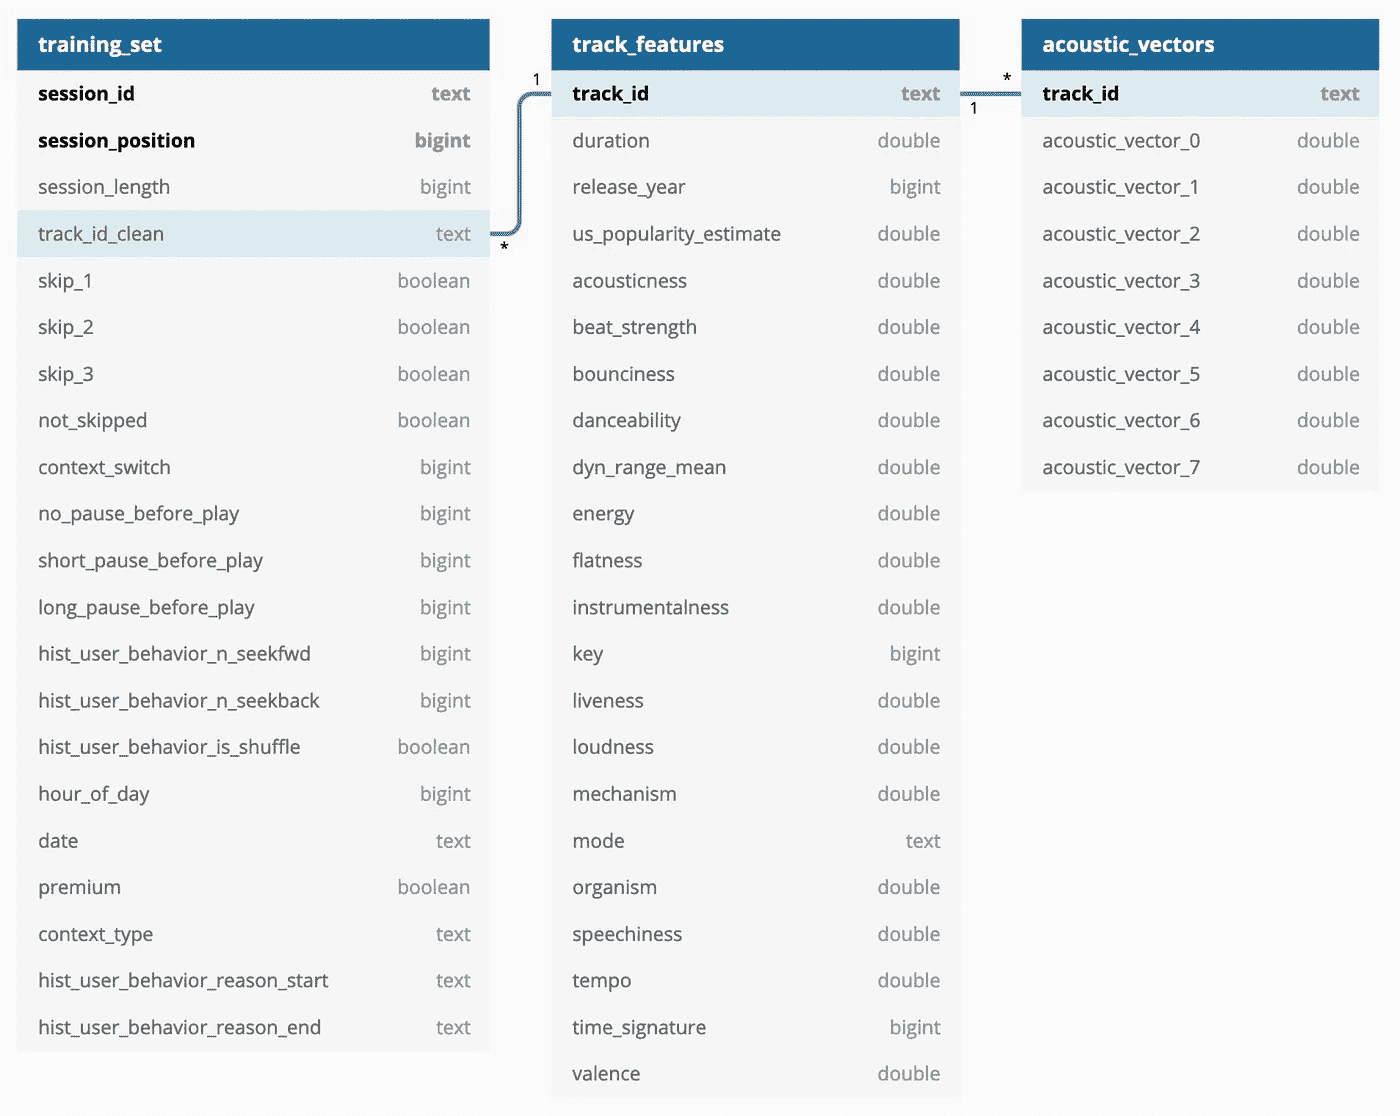 training_set
session_id text
session_position bigint
session_length bigint
track_id_clean text
skip_1 boolean
skip_2 boolean
skip_3 boolean
not_skipped boolean
context_switch bigint
no_pause_before_play bigint
short_pause_before_play bigint
long_pause_before_play bigint
hist_user_behavior_n_seekfwd bigint
hist_user_behavior_n_seekback bigint
hist_user_behavior_is_shuffle boolean
hour_of_day bigint
date text
premium boolean
context_type text
hist_user_behavior_reason_start text
hist_user_behavior_reason_end text
1
*
track_features
track_id text
duration double
release_year bigint
us_popularity_estimate double
acousticness double
beat_strength double
bounciness double
danceability double
dyn_range_mean double
energy double
flatness double
instrumentalness double
key bigint
liveness double
loudness double
mechanism double
mode text
organism double
speechiness double
tempo double
time_signature bigint
valence double
*
1
acoustic_vectors
track_id text
acoustic_vector_0 double
acoustic_vector_1 double
acoustic_vector_2 double
acoustic_vector_3 double
acoustic_vector_4 double
acoustic_vector_5 double
acoustic_vector_6 double
acoustic_vector_7 double